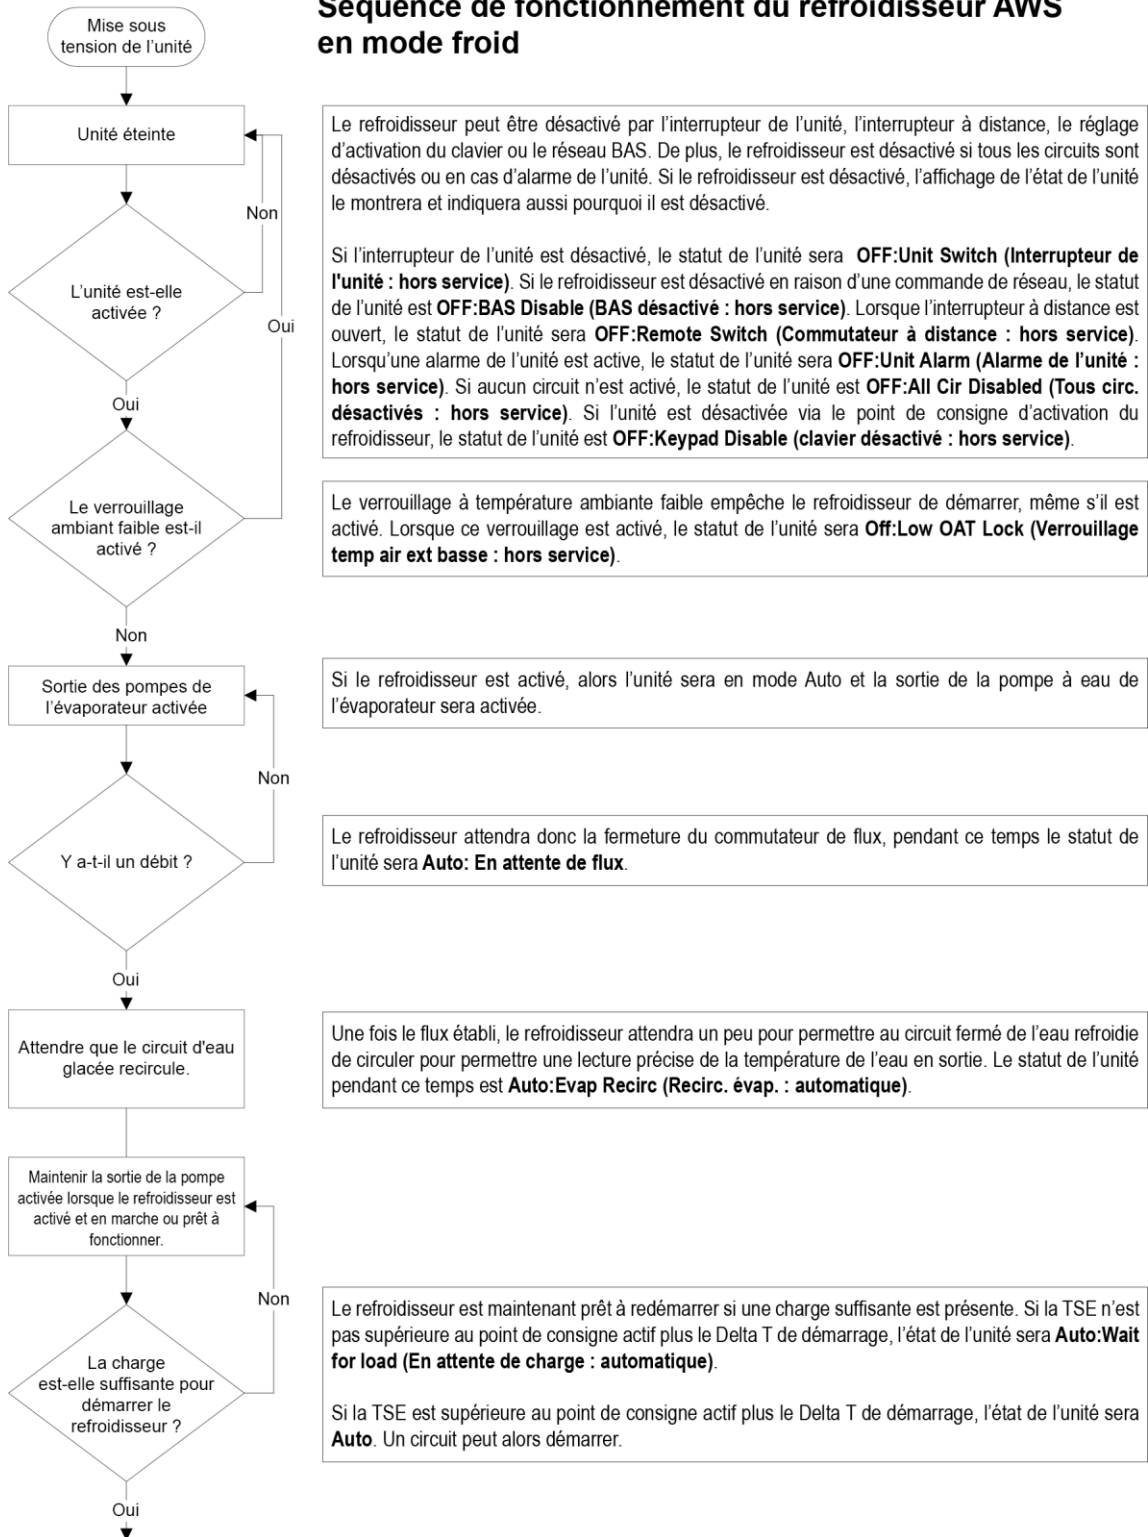 Séquence de fonctionnement du refroidisseur AWS
en mode froid
Mise sous
tension de l’unité
Unité éteinte
Le refroidisseur peut être désactivé par l’interrupteur de l’unité, l’interrupteur à distance, le réglage
d’activation du clavier ou le réseau BAS. De plus, le refroidisseur est désactivé si tous les circuits sont
désactivés ou en cas d’alarme de l’unité. Si le refroidisseur est désactivé, l’affichage de l’état de l’unité
le montrera et indiquera aussi pourquoi il est désactivé.
Si l’interrupteur de l’unité est désactivé, le statut de l’unité sera OFF:Unit Switch (Interrupteur de
l'unité : hors service). Si le refroidisseur est désactivé en raison d’une commande de réseau, le statut
de l’unité est OFF:BAS Disable (BAS désactivé : hors service). Lorsque l’interrupteur à distance est
ouvert, le statut de l’unité sera OFF:Remote Switch (Commutateur à distance : hors service).
Lorsqu’une alarme de l’unité est active, le statut de l’unité sera OFF:Unit Alarm (Alarme de l’unité :
hors service). Si aucun circuit n’est activé, le statut de l’unité est OFF:All Cir Disabled (Tous circ.
désactivés : hors service). Si l’unité est désactivée via le point de consigne d’activation du
refroidisseur, le statut de l’unité est OFF:Keypad Disable (clavier désactivé : hors service).
Non
L’unité est-elle
activée ?
Oui
Oui
Le verrouillage
ambiant faible est-il
activé ?
Le verrouillage à température ambiante faible empêche le refroidisseur de démarrer, même s’il est
activé. Lorsque ce verrouillage est activé, le statut de l’unité sera Off:Low OAT Lock (Verrouillage
temp air ext basse : hors service).
Non
Sortie des pompes de
l’évaporateur activée
Si le refroidisseur est activé, alors l’unité sera en mode Auto et la sortie de la pompe à eau de
l’évaporateur sera activée.
Non
Y a-t-il un débit ?
Le refroidisseur attendra donc la fermeture du commutateur de flux, pendant ce temps le statut de
l’unité sera Auto: En attente de flux.
Oui
Attendre que le circuit d'eau
glacée recircule.
Une fois le flux établi, le refroidisseur attendra un peu pour permettre au circuit fermé de l’eau refroidie
de circuler pour permettre une lecture précise de la température de l’eau en sortie. Le statut de l’unité
pendant ce temps est Auto:Evap Recirc (Recirc. évap. : automatique).
Maintenir la sortie de la pompe
activée lorsque le refroidisseur est
activé et en marche ou prêt à
fonctionner.
Non
La charge
est-elle suffisante pour
démarrer le
refroidisseur ?
Le refroidisseur est maintenant prêt à redémarrer si une charge suffisante est présente. Si la TSE n’est
pas supérieure au point de consigne actif plus le Delta T de démarrage, l’état de l’unité sera Auto:Wait
for load (En attente de charge : automatique).
Si la TSE est supérieure au point de consigne actif plus le Delta T de démarrage, l’état de l’unité sera
Auto. Un circuit peut alors démarrer.
Oui